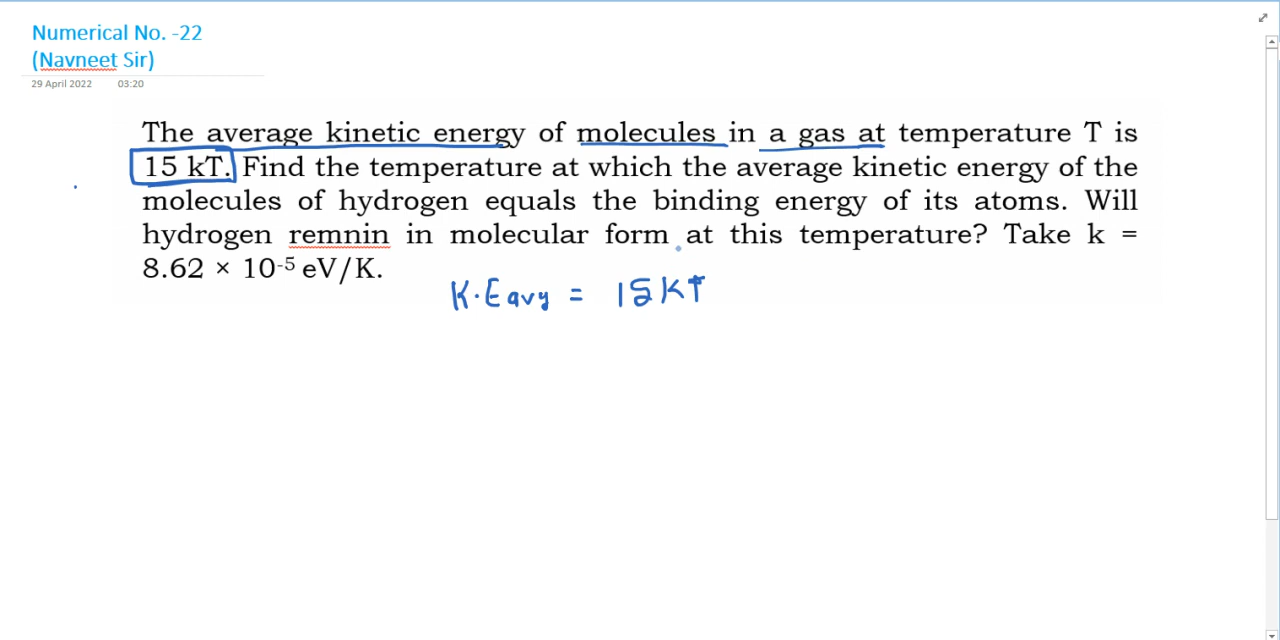 Numerical No. -22
(Navneet Sir)
29 April 2022 03:20
The average kinetic energy of molecules in a gas at temperature T is
15 kT. Find the temperature at which the average kinetic energy of the
molecules of hydrogen equals the binding energy of its atoms. Will
hydrogen remnin in molecular form at this temperature? Take k =
8.62 × 10-5 eV/K.
K.Eavg = 15KT